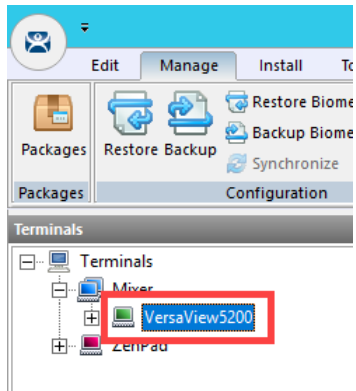 Edit Manage Install
Restore Biome
Backup Biome
Packages Restore Backup Synchronize
Packages Configuration
Terminals
Terminals
Mixer
VersaView5200
ZenPad